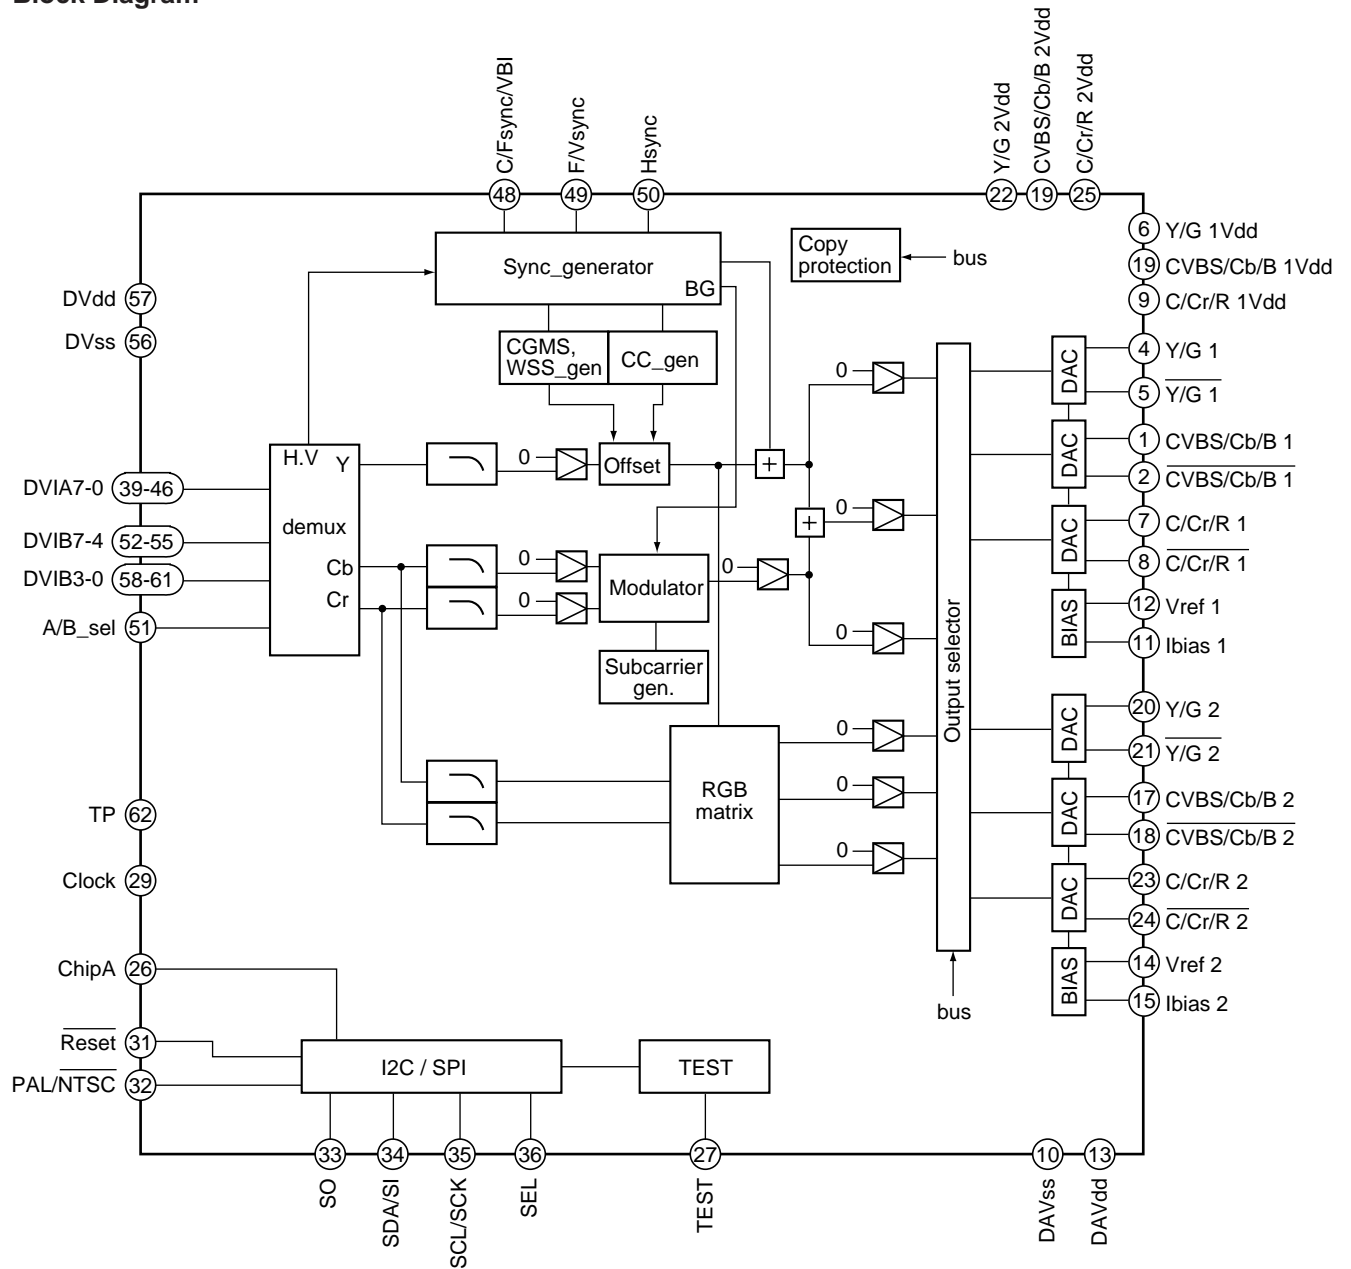 Block Diagram
C/Fsync/VBI
F/Vsync
Hsync
Y/G 2Vdd
CVBS/Cb/B 2Vdd
C/Cr/R 2Vdd
48
49
50
22
19
25
6 Y/G 1Vdd
19 CVBS/Cb/B 1Vdd
9 C/Cr/R 1Vdd
Sync_generator
BG
Copy
protection
bus
DVdd 57
DVss 56
CGMS,
WSS_gen
CC_gen
0
DAC
4 Y/G 1
5 Y/G 1
H.V
Y
0
Offset
+
DAC
1 CVBS/Cb/B 1
2 CVBS/Cb/B 1
DVIA7-0 39-46
demux
+
0
DAC
7 C/Cr/R 1
8 C/Cr/R 1
DVIB7-4 52-55
DVIB3-0 58-61
Cb
Cr
0
0
Modulator
0
A/B_sel 51
BIAS
12 Vref 1
11 Ibias 1
0
Subcarrier
gen.
Output selector
DAC
20 Y/G 2
21 Y/G 2
0
RGB
matrix
0
0
DAC
17 CVBS/Cb/B 2
18 CVBS/Cb/B 2
TP 62
Clock 29
DAC
23 C/Cr/R 2
24 C/Cr/R 2
ChipA 26
BIAS
14 Vref 2
15 Ibias 2
bus
Reset 31
PAL/NTSC 32
I2C / SPI
TEST
33
34
35
36
27
10
13
SO
SDA/SI
SCL/SCK
SEL
TEST
DAVss
DAVdd